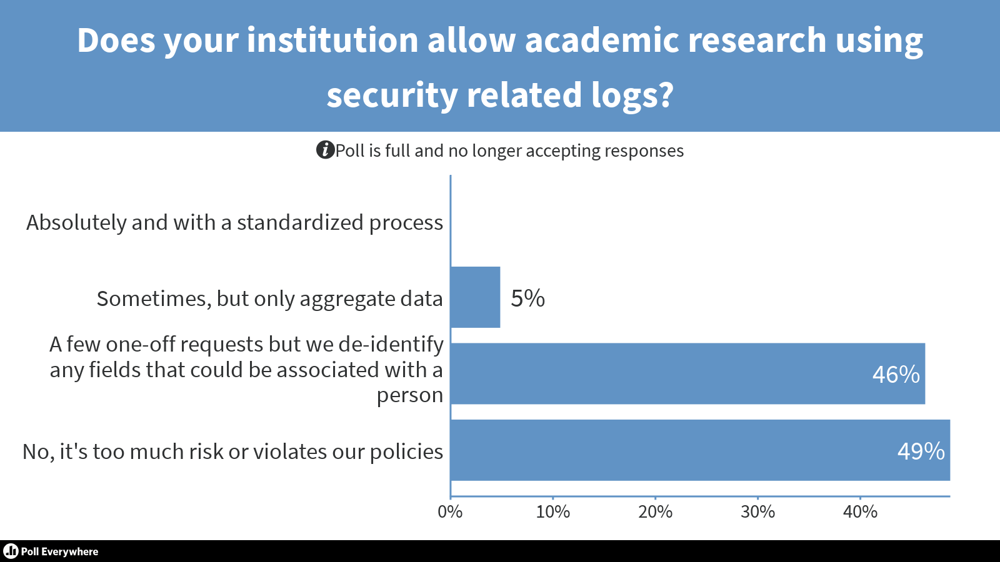 Does your institution allow academic research using
security related logs?
Poll is full and no longer accepting responses
Absolutely and with a standardized process
Sometimes, but only aggregate data
5%
A few one-off requests but we de-identify
any fields that could be associated with a
person
46%
No, it's too much risk or violates our policies
49%
0%
10%
20%
30%
40%
Poll Everywhere